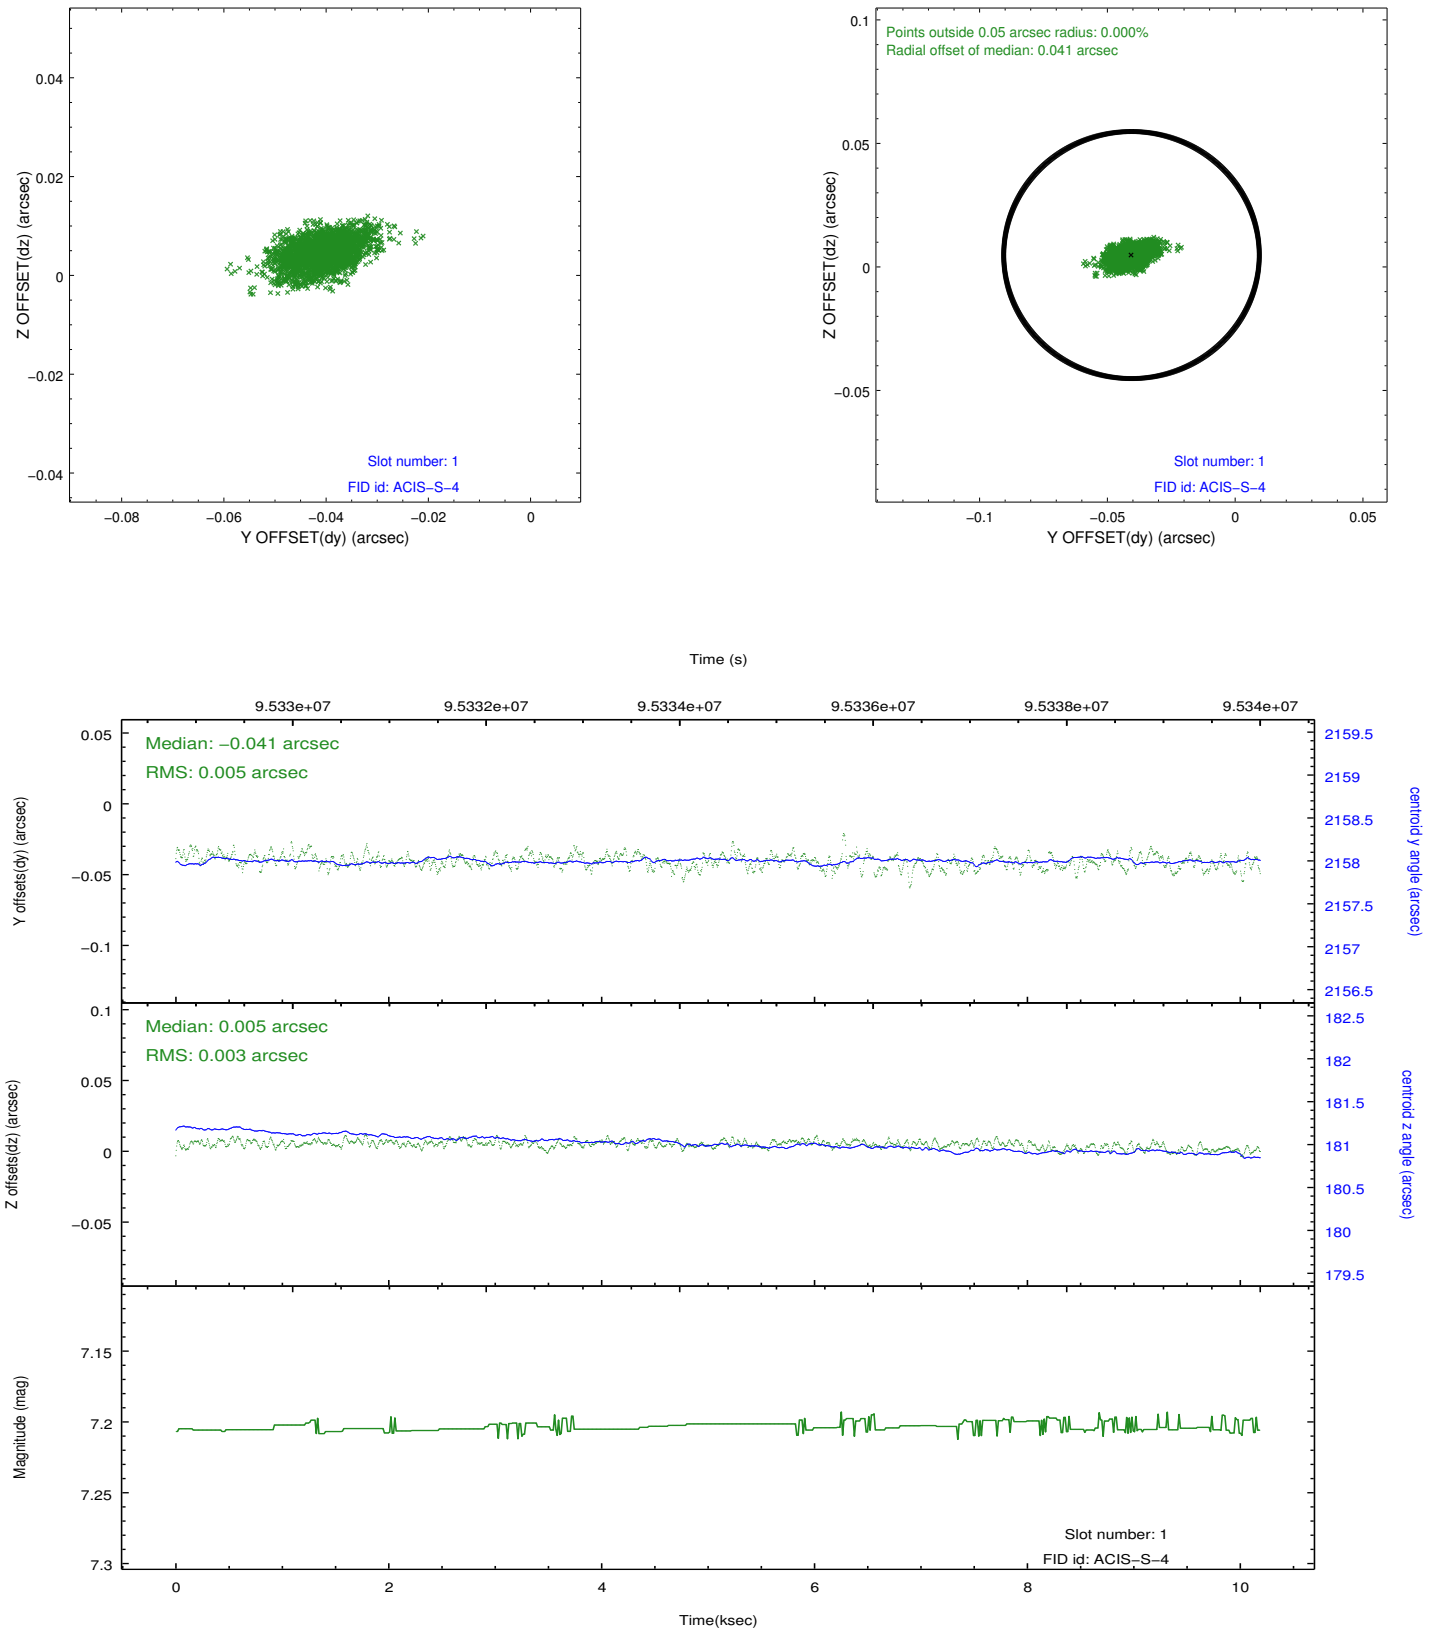 0.04
0.02
0
−0.02
−0.04
Z OFFSET(dz) (arcsec)
Slot number: 1
FID id: ACIS−S−4
−0.08 −0.06 −0.04 −0.02 0
Y OFFSET(dy) (arcsec)
Points outside 0.05 arcsec radius: 0.000%
Radial offset of median: 0.041 arcsec
0.1
0.05
0
−0.05
Z OFFSET(dz) (arcsec)
Slot number: 1
FID id: ACIS−S−4
−0.1 −0.05 0 0.05
Y OFFSET(dy) (arcsec)
Time (s)
9.533e+07 9.5332e+07 9.5334e+07 9.5336e+07 9.5338e+07 9.534e+07
Median: −0.041 arcsec
RMS: 0.005 arcsec
0.05
0
−0.05
−0.1
Y offsets(dy) (arcsec)
2159.5
2159
2158.5
2158
2157.5
2157
2156.5
centroid y angle (arcsec)
Median: 0.005 arcsec
RMS: 0.003 arcsec
0.1
0.05
0
−0.05
Z offsets(dz) (arcsec)
182.5
182
181.5
181
180.5
180
179.5
centroid z angle (arcsec)
7.15
7.2
7.25
7.3
Magnitude (mag)
Slot number: 1
FID id: ACIS−S−4
0 2 4 6 8 10
Time(ksec)